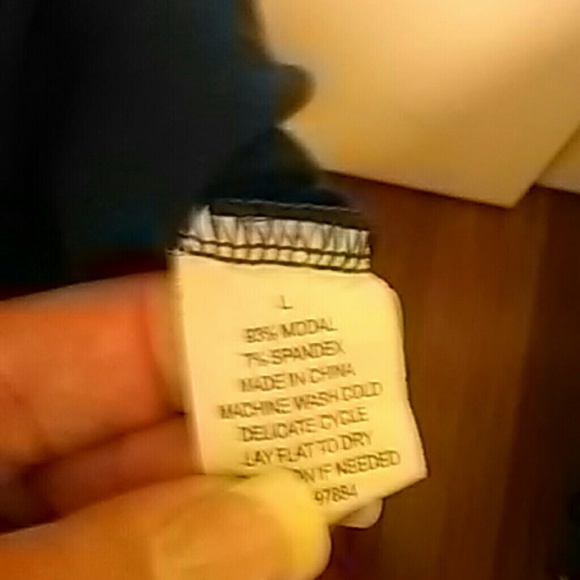 L
93% MODAL
7% SPANDEX
MADE IN CHINA
MACHINE WASH COLD
DELICATE CYCLE
LAY FLAT TO DRY
IF NEEDED
97884